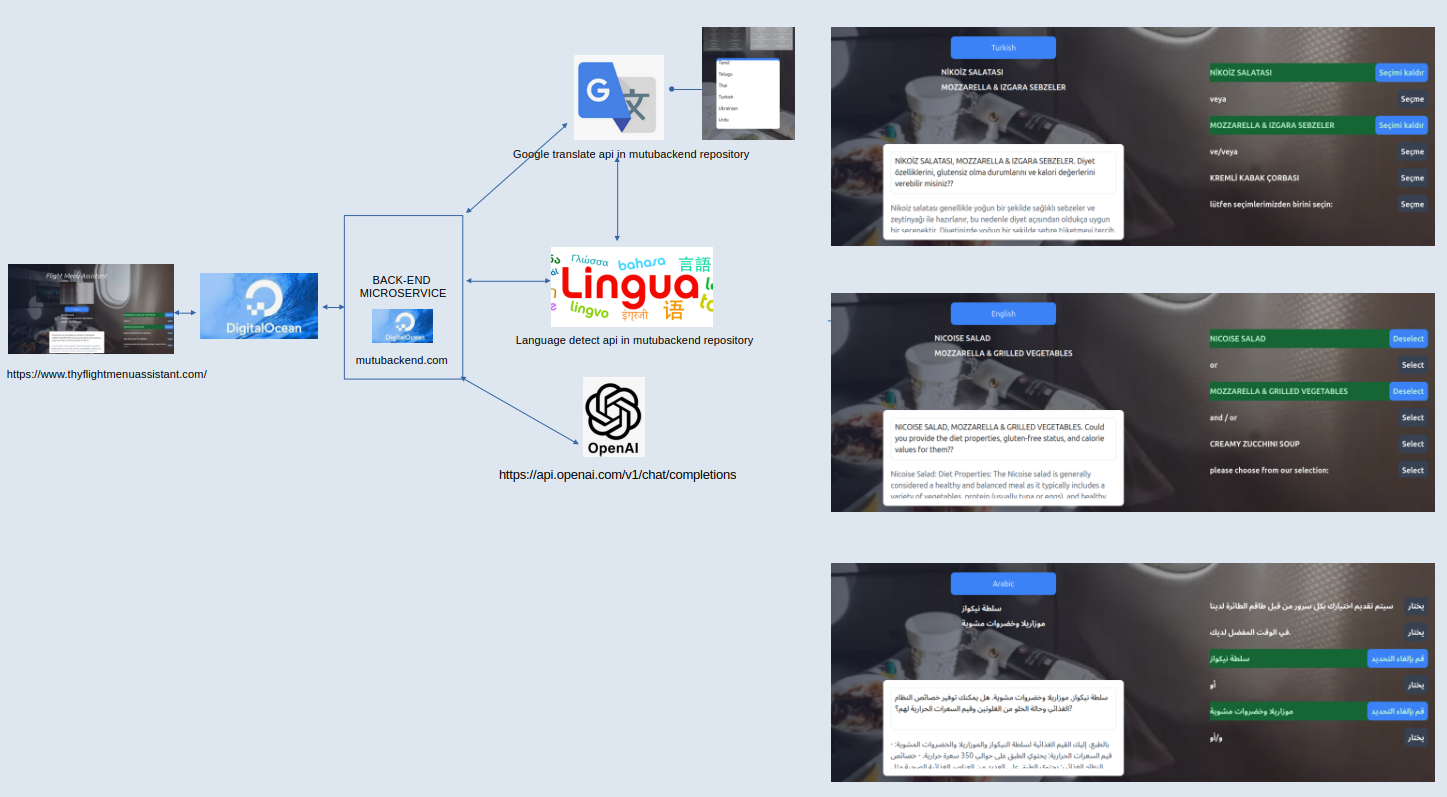 Flight Menu Assistant
https://www.thyflightmenuassistant.com/
DigitalOcean
BACK-END
MICROSERVICE
DigitalOcean
mutubackend.com
G
文
Google translate api in mutubackend repository
Tamil
Telugu
Thai
Turkish
Ukrainian
Urdu
Γλώσσα
bahasa
言語
Lingua
lingvo
इंग्रजी
语
Language detect api in mutubackend repository
OpenAI
https://api.openai.com/v1/chat/completions
Turkish
NİKOİZ SALATASI
MOZZARELLA & IZGARA SEBZELER
NİKOİZ SALATASI, MOZZARELLA & IZGARA SEBZELER. Diyet
özelliklerini, glutensiz olma durumlarını ve kalori değerlerini
verebilir misiniz??
Nikoiz salatası genellikle yoğun bir şekilde sağlıklı sebzeler ve
zeytinyağı ile hazırlanır, bu nedenle diyet açısından oldukça uygun
bir seçenektir. Diyetinizde yoğun bir şekilde sebze tüketmeyi tercih
NİKOİZ SALATASI Seçimi kaldır
veya Seçme
MOZZARELLA & IZGARA SEBZELER Seçimi kaldır
ve/veya Seçme
KREMLİ KABAK ÇORBASI Seçme
lütfen seçimlerimizden birini seçin: Seçme
English
NICOISE SALAD
MOZZARELLA & GRILLED VEGETABLES
NICOISE SALAD, MOZZARELLA & GRILLED VEGETABLES. Could
you provide the diet properties, gluten-free status, and calorie
values for them??
Nicoise Salad: Diet Properties: The Nicoise salad is generally
considered a healthy and balanced meal as it typically includes a
variety of vegetables, protein (usually tuna or eggs), and healthy
NICOISE SALAD Deselect
or Select
MOZZARELLA & GRILLED VEGETABLES Deselect
and / or Select
CREAMY ZUCCHINI SOUP Select
please choose from our selection: Select
Arabic
سلطة نيكواز
موزاريلا وخضروات مشوية
سلطة نيكواز, موزاريلا وخضروات مشوية. هل يمكنك توفير خصائص النظام
الغذائي وحالة الخلو من الغلوتين وقيم السعرات الحرارية لهم؟?
بالطبع، إليك القيم الغذائية لسلطة النيكواز والموزاريلا والخضروات المشوية: -
قيم السعرات الحرارية: يحتوي الطبق على حوالي 350 سعرة حرارية. - خصائص
النظام الغذائي: يحتوي الطبق على العديد من العناصر الغذائية الصحية مثل
سيتم تقديم اختيارك بكل سرور من قبل طاقم الطائرة لدينا يختار
في الوقت المفضل لديك. يختار
سلطة نيكواز قم بإلغاء التحديد
أو يختار
موزاريلا وخضروات مشوية قم بإلغاء التحديد
و/أو يختار